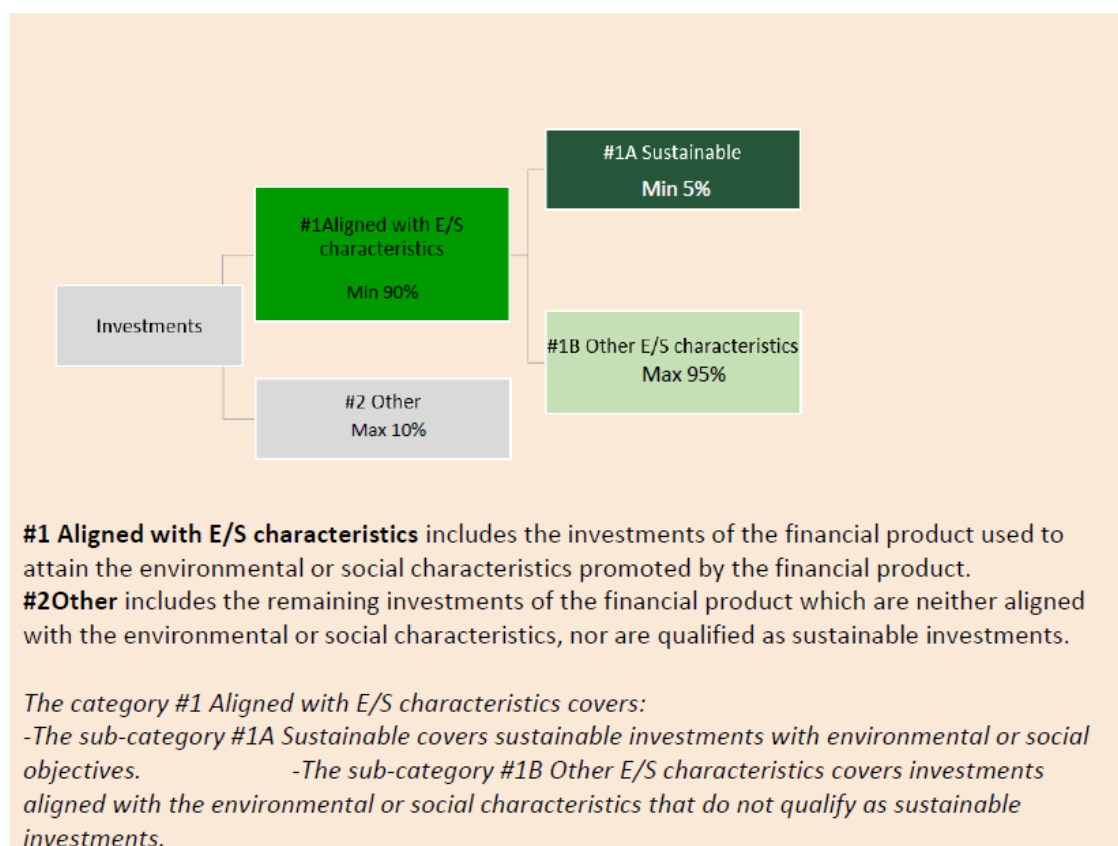 #1A Sustainable
Min 5%
#1Aligned with E/S
characteristics
Min 90%
Investments
#1B Other E/S characteristics
Max 95%
#2 Other
Max 10%
#1 Aligned with E/S characteristics includes the investments of the financial product used to
attain the environmental or social characteristics promoted by the financial product.
#2Other includes the remaining investments of the financial product which are neither aligned
with the environmental or social characteristics, nor are qualified as sustainable investments.
The category #1 Aligned with E/S characteristics covers:
-The sub-category #1A Sustainable covers sustainable investments with environmental or social
objectives. -The sub-category #1B Other E/S characteristics covers investments
aligned with the environmental or social characteristics that do not qualify as sustainable
investments.